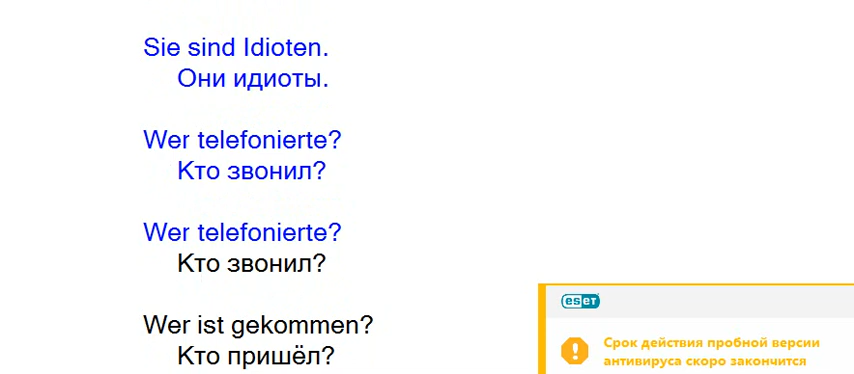 Sie sind Idioten.
Они идиоты.
Wer telefonierte?
Кто звонил?
Wer telefonierte?
Кто звонил?
Wer ist gekommen?
Кто пришёл?
eset
Срок действия пробной версии
антивируса скоро закончится